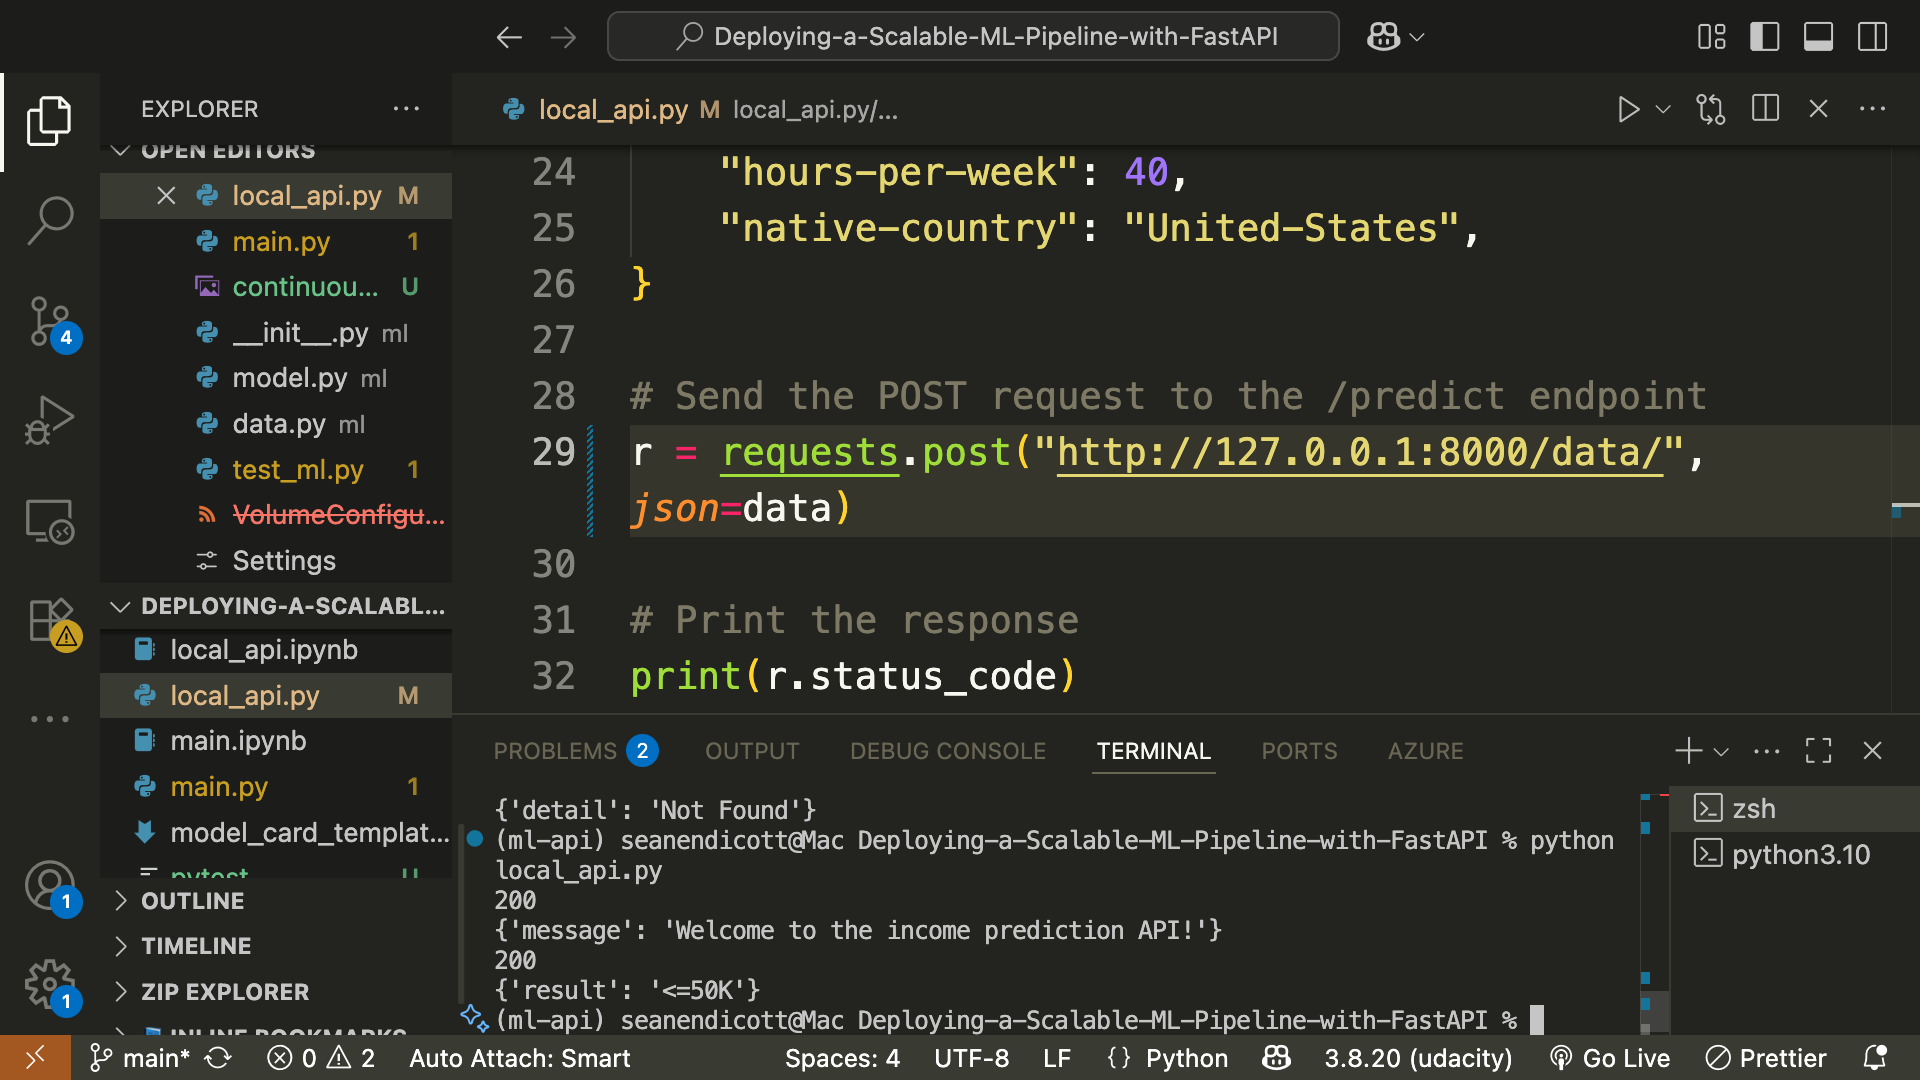 Deploying-a-Scalable-ML-Pipeline-with-FastAPI
EXPLORER
OPEN EDITORS
local_api.py M
main.py 1
continuou... U
__init__.py ml
model.py ml
data.py ml
test_ml.py 1
VolumeConfigu...
Settings
DEPLOYING-A-SCALABL...
local_api.ipynb
local_api.py M
main.ipynb
main.py 1
model_card_templat...
pytest U
OUTLINE
TIMELINE
ZIP EXPLORER
INLINE BOOKMARKS
4
1
1
local_api.py M local_api.py/...
24 "hours-per-week": 40,
25 "native-country": "United-States",
26 }
27
28 # Send the POST request to the /predict endpoint
29 r = requests.post("http://127.0.0.1:8000/data/",
json=data)
30
31 # Print the response
32 print(r.status_code)
PROBLEMS 2 OUTPUT DEBUG CONSOLE TERMINAL PORTS AZURE
{'detail': 'Not Found'}
(ml-api) seanendicott@Mac Deploying-a-Scalable-ML-Pipeline-with-FastAPI % python
local_api.py
200
{'message': 'Welcome to the income prediction API!'}
200
{'result': '<=50K'}
(ml-api) seanendicott@Mac Deploying-a-Scalable-ML-Pipeline-with-FastAPI %
zsh
python3.10
main* 0 2 Auto Attach: Smart Spaces: 4 UTF-8 LF {} Python 3.8.20 (udacity) Go Live Prettier